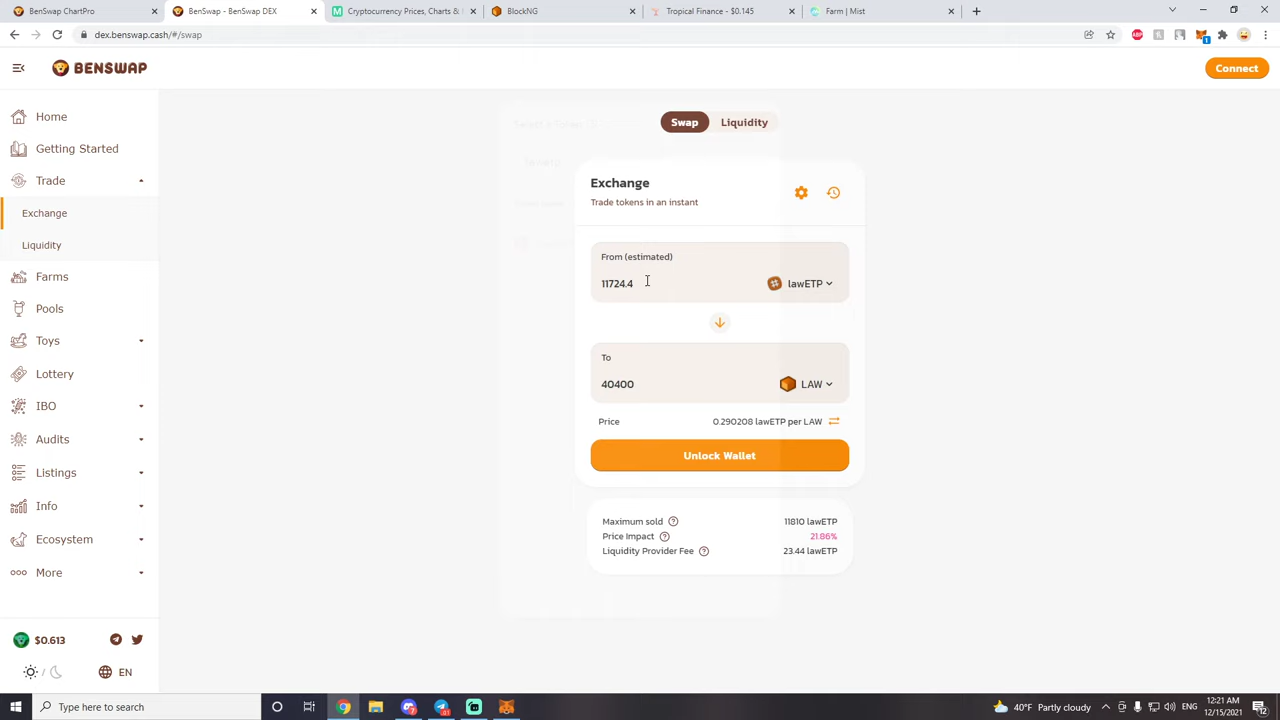 BenSwap ChartPro
BenSwap - BenSwap DEX
Cryptocurrency Prices, Charts &
BlockNG
Tropical Finance - $0.145
Farm | Mist
dex.benswap.cash/#/swap
ABP
1
BENSWAP
Connect
Home
Getting Started
Trade
Exchange
Liquidity
Farms
Pools
Toys
Lottery
IBO
Audits
Listings
Info
Ecosystem
More
$0.613
/
EN
Swap
Liquidity
Exchange
Trade tokens in an instant
From (estimated)
11724.4
lawETP
To
40400
LAW
Price
0.290208 lawETP per LAW
Unlock Wallet
Maximum sold
11810 lawETP
Price Impact
21.86%
Liquidity Provider Fee
23.44 lawETP
Type here to search
40°F Partly cloudy
ENG
12:21 AM
12/15/2021
12